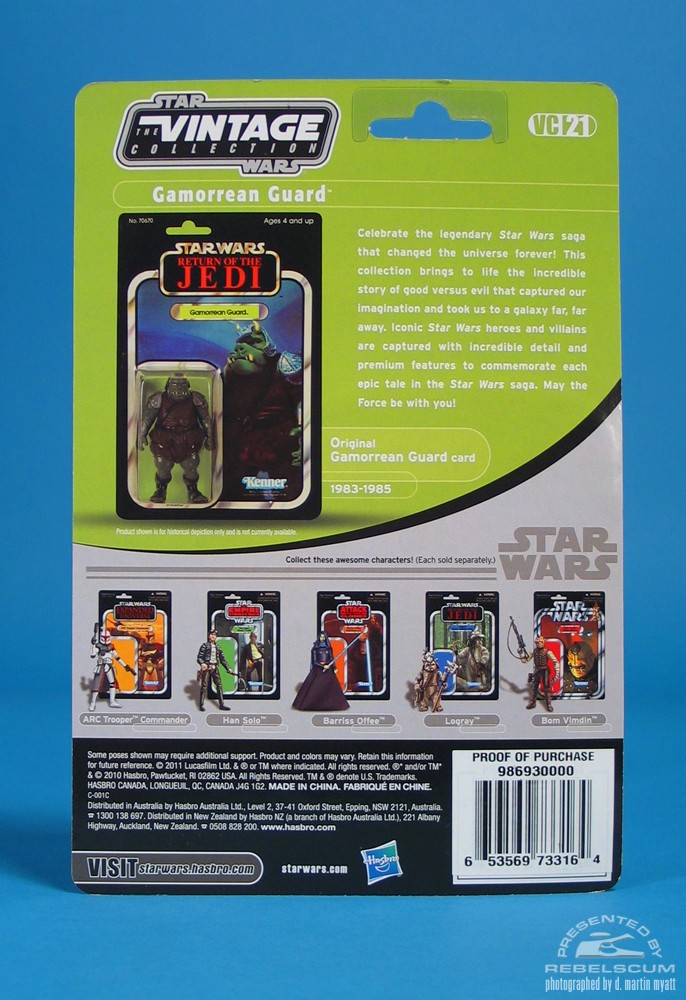 STAR
THE VINTAGE
COLLECTION
WARS
VC21
Gamorrean Guard™
No. 70670
Ages 4 and up
STAR WARS
RETURN OF THE
JEDI
Gamorrean Guard™
Kenner
Celebrate the legendary Star Wars saga
that changed the universe forever! This
collection brings to life the incredible
story of good versus evil that captured our
imagination and took us to a galaxy far, far
away. Iconic Star Wars heroes and villains
are captured with incredible detail and
premium features to commemorate each
epic tale in the Star Wars saga. May the
Force be with you!
Original
Gamorrean Guard card
1983-1985
Product shown is for historical depiction only and is not currently available.
Collect these awesome characters! (Each sold separately.)
STAR
WARS
ARC Trooper™ Commander
Han Solo™
Barriss Offee™
Logray™
Bom Vimdin™
Some poses shown may require additional support. Product and colors may vary. Retain this information
for future reference. © 2011 Lucasfilm Ltd. & ® or TM where indicated. All rights reserved. ®* and/or TM*
& © 2010 Hasbro, Pawtucket, RI 02862 USA. All Rights Reserved. TM & ® denote U.S. Trademarks.
HASBRO CANADA, LONGUEUIL, QC, CANADA J4G 1G2. MADE IN CHINA. FABRIQUÉ EN CHINE.
C-001C
Distributed in Australia by Hasbro Australia Ltd., Level 2, 37-41 Oxford Street, Epping, NSW 2121, Australia.
☎ 1300 138 697. Distributed in New Zealand by Hasbro NZ (a branch of Hasbro Australia Ltd.), 221 Albany
Highway, Auckland, New Zealand. ☎ 0508 828 200. www.hasbro.com
PROOF OF PURCHASE
986930000
6 53569 73316 4
VISIT starwars.hasbro.com
starwars.com
Hasbro
PRESENTED BY
REBELSCUM
photographed by d. martin myatt